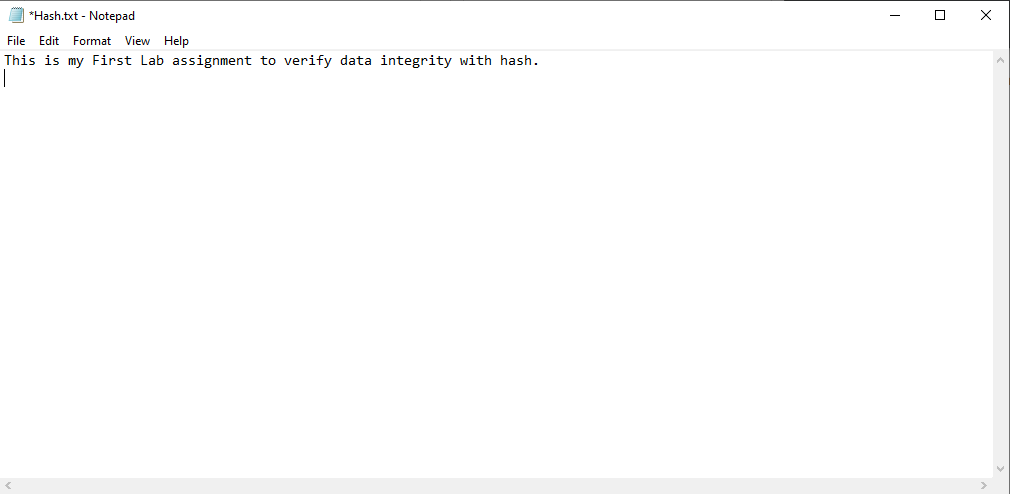 *Hash.txt - Notepad
File Edit Format View Help
This is my First Lab assignment to verify data integrity with hash.